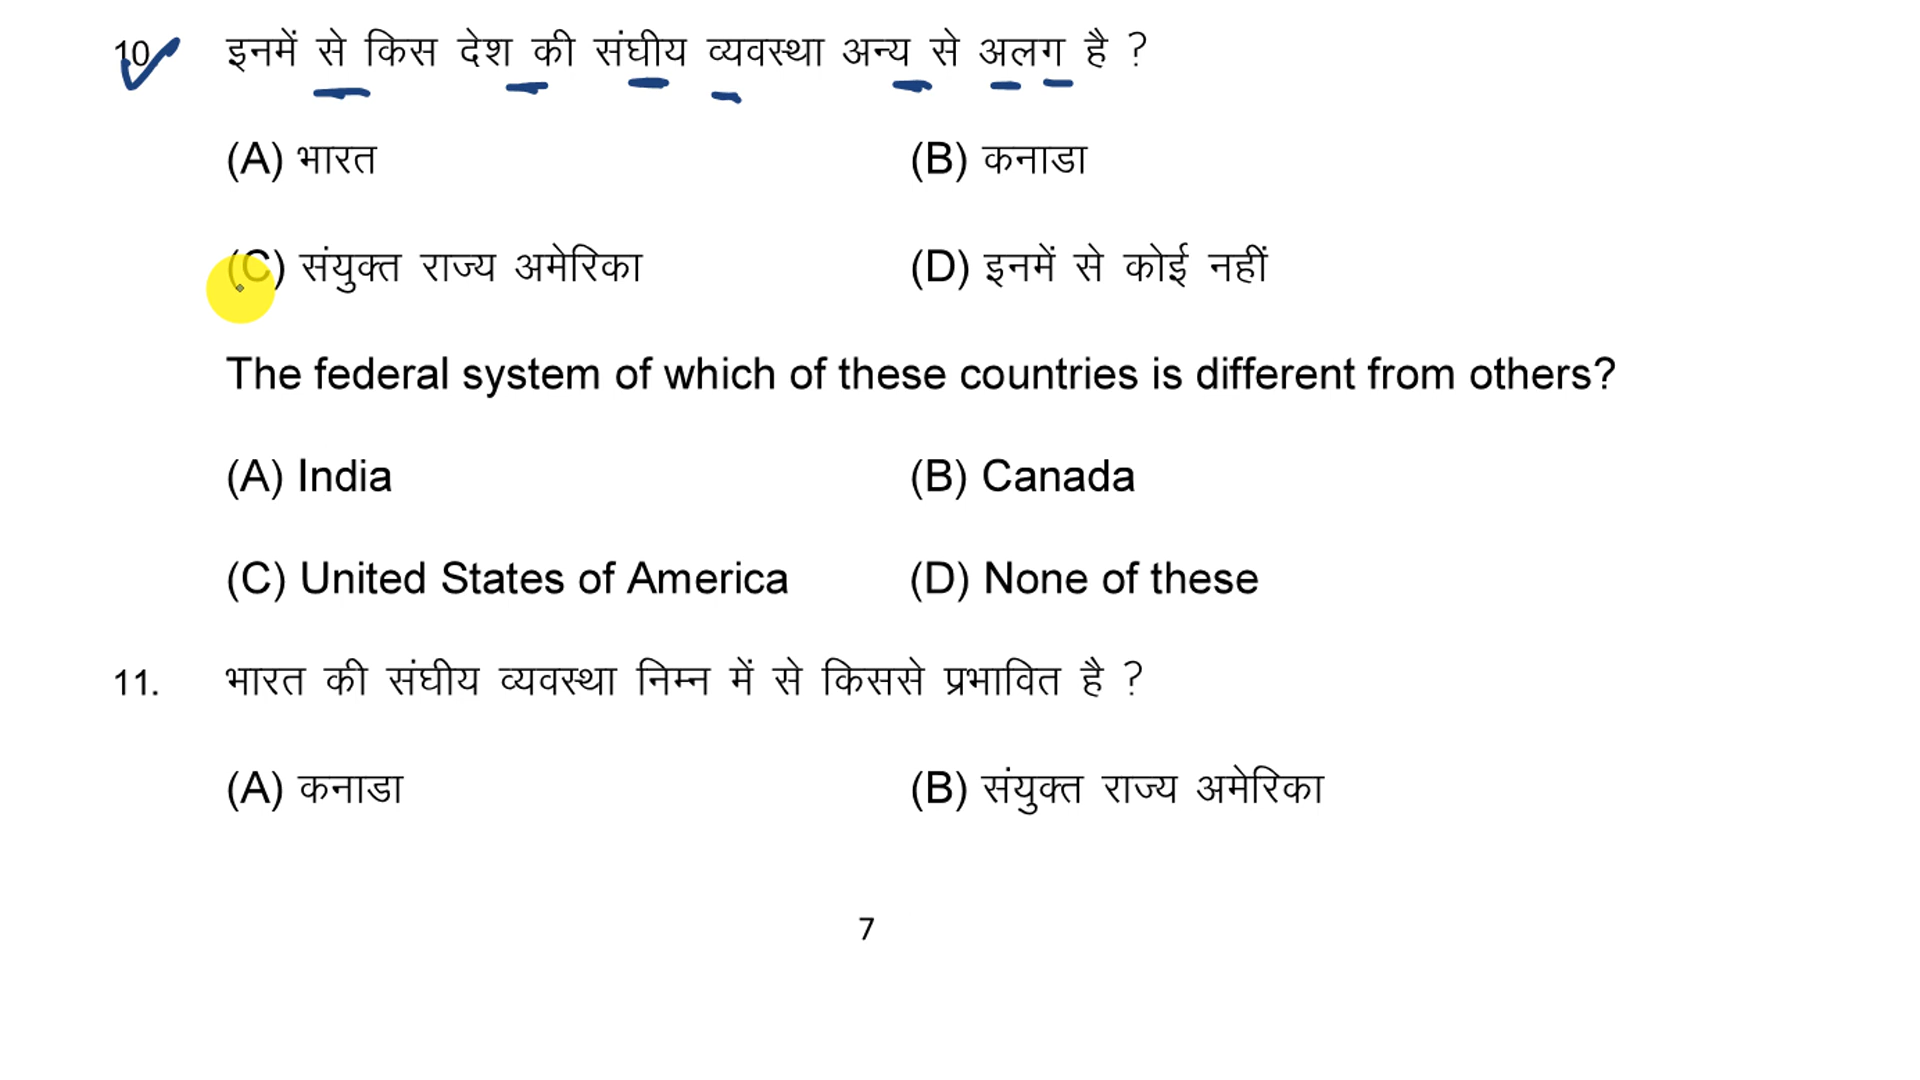 10 इनमें से किस देश की संघीय व्यवस्था अन्य से अलग है ?
(A) भारत (B) कनाडा
(C) संयुक्त राज्य अमेरिका (D) इनमें से कोई नहीं
The federal system of which of these countries is different from others?
(A) India (B) Canada
(C) United States of America (D) None of these
11. भारत की संघीय व्यवस्था निम्न में से किससे प्रभावित है ?
(A) कनाडा (B) संयुक्त राज्य अमेरिका
7